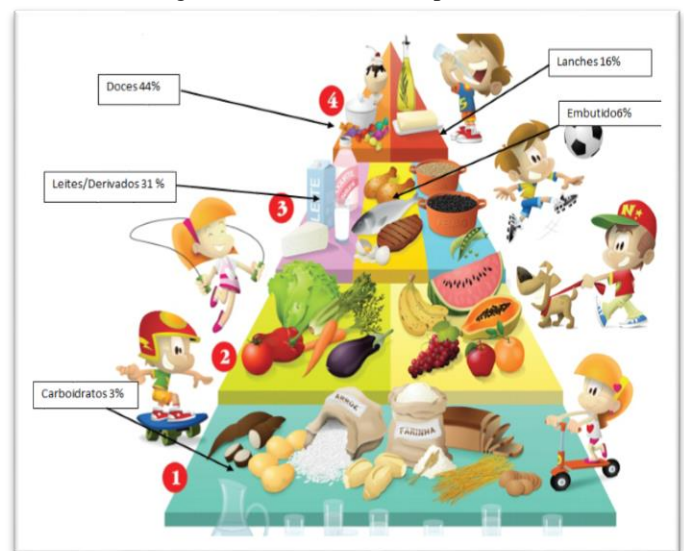 Doces 44%
Lanches 16%
4
Embutido6%
Leites/Derivados 31 %
3
LEITE
2
Carboidratos 3%
ARROZ
FARINHA
1
S
N